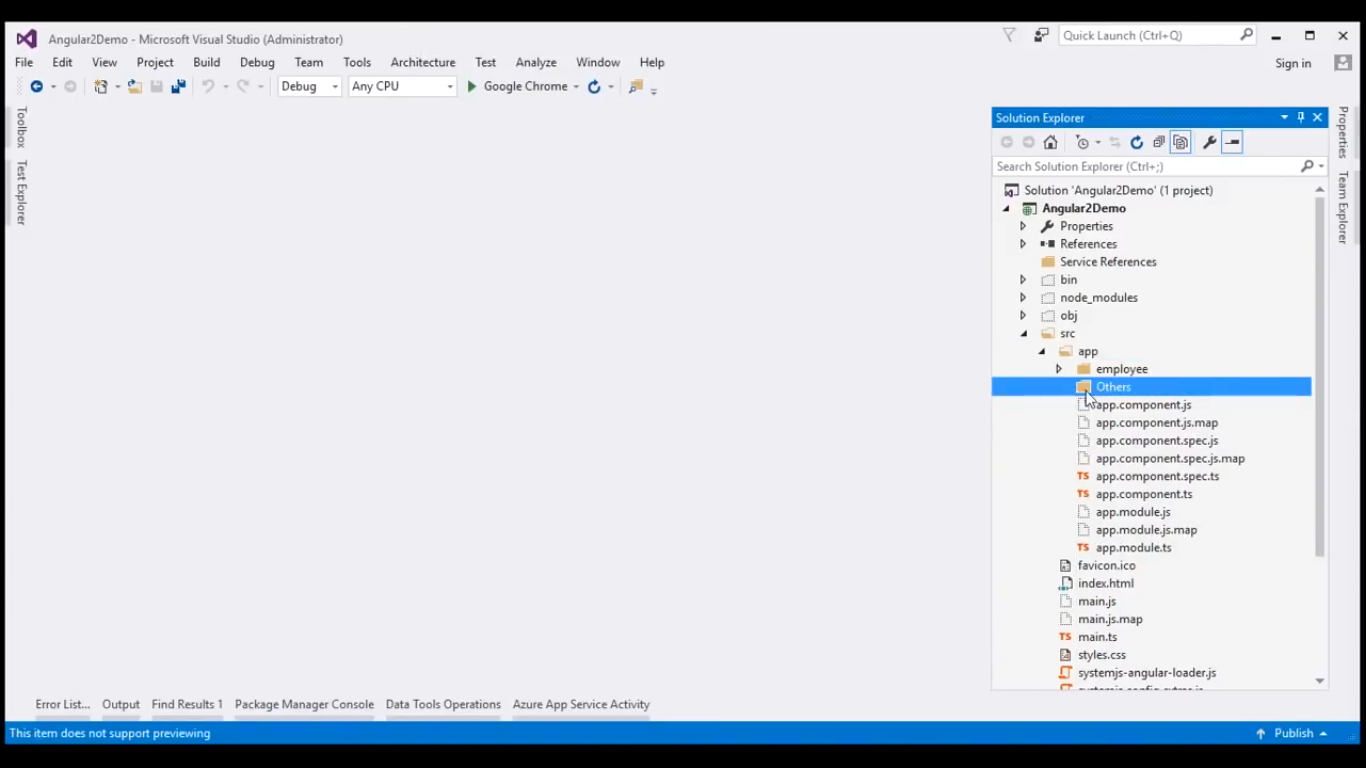 Angular2Demo - Microsoft Visual Studio (Administrator)
Quick Launch (Ctrl+Q)
File Edit View Project Build Debug Team Tools Architecture Test Analyze Window Help
Sign in
Debug Any CPU Google Chrome
Toolbox
Test Explorer
Solution Explorer
Search Solution Explorer (Ctrl+;)
Solution 'Angular2Demo' (1 project)
Angular2Demo
Properties
References
Service References
bin
node_modules
obj
src
app
employee
Others
app.component.js
app.component.js.map
app.component.spec.js
app.component.spec.js.map
TS app.component.spec.ts
TS app.component.ts
app.module.js
app.module.js.map
TS app.module.ts
favicon.ico
index.html
main.js
main.js.map
TS main.ts
styles.css
systemjs-angular-loader.js
Properties
Team Explorer
Error List... Output Find Results 1 Package Manager Console Data Tools Operations Azure App Service Activity
This item does not support previewing
Publish